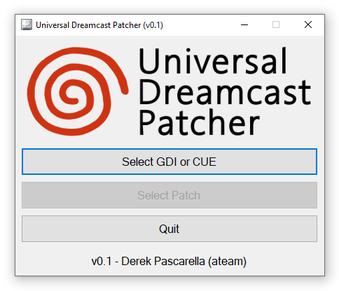 Universal Dreamcast Patcher (v0.1)
Universal
Dreamcast
Patcher
Select GDI or CUE
Select Patch
Quit
v0.1 - Derek Pascarella (ateam)